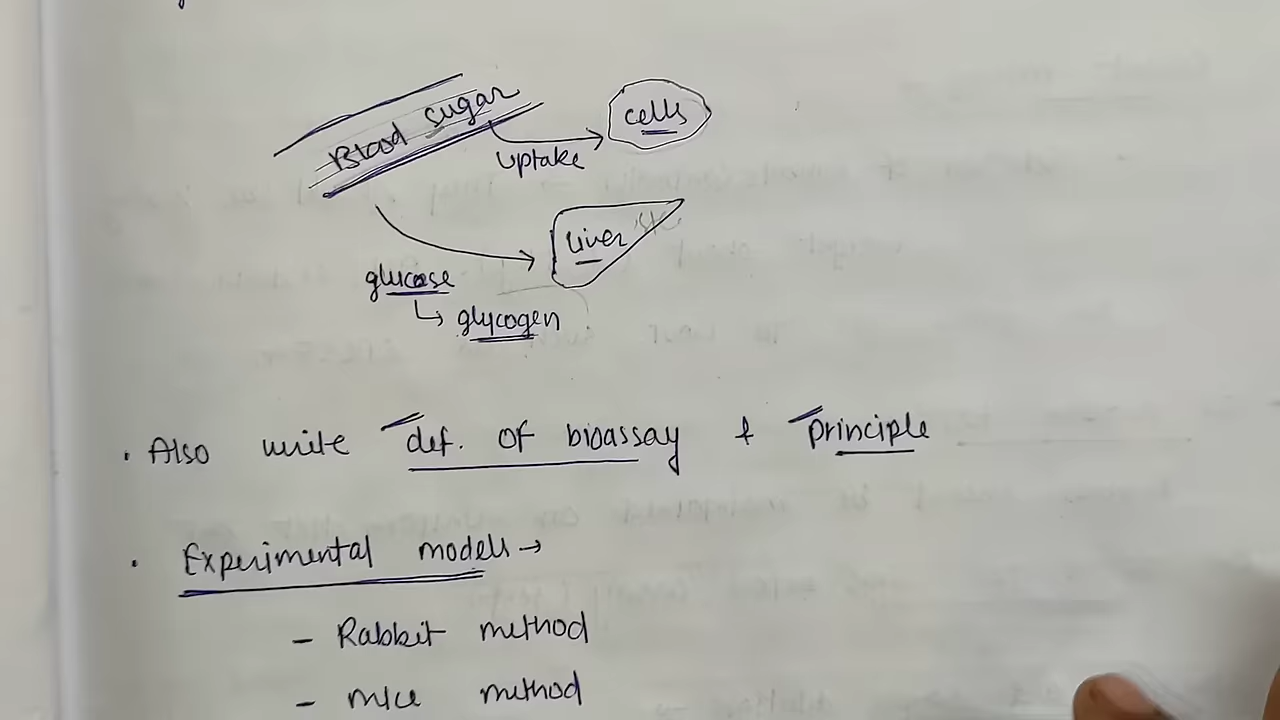 Blood sugar
cells
uptake
liver
glucose
↳ glycogen
• Also write def. of bioassay & principle
• Experimental models →
- Rabbit method
- mice method